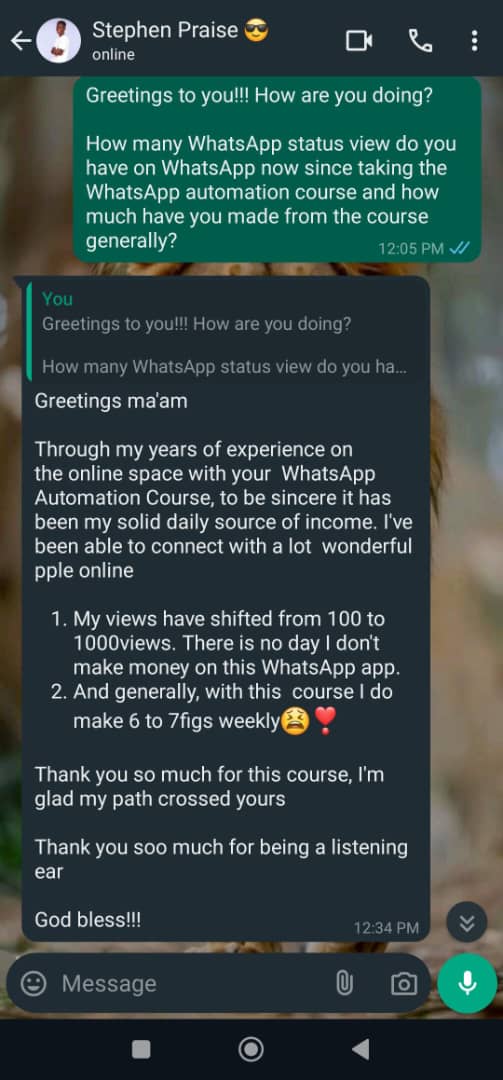 Stephen Praise 😎
online
Greetings to you!!! How are you doing?
How many WhatsApp status view do you
have on WhatsApp now since taking the
WhatsApp automation course and how
much have you made from the course
generally?
12:05 PM
You
Greetings to you!!! How are you doing?
How many WhatsApp status view do you ha...
Greetings ma'am
Through my years of experience on
the online space with your WhatsApp
Automation Course, to be sincere it has
been my solid daily source of income. I've
been able to connect with a lot wonderful
pple online
1. My views have shifted from 100 to
1000views. There is no day I don't
make money on this WhatsApp app.
2. And generally, with this course I do
make 6 to 7figs weekly😫❣️
Thank you so much for this course, I'm
glad my path crossed yours
Thank you soo much for being a listening
ear
God bless!!!
12:34 PM
Message